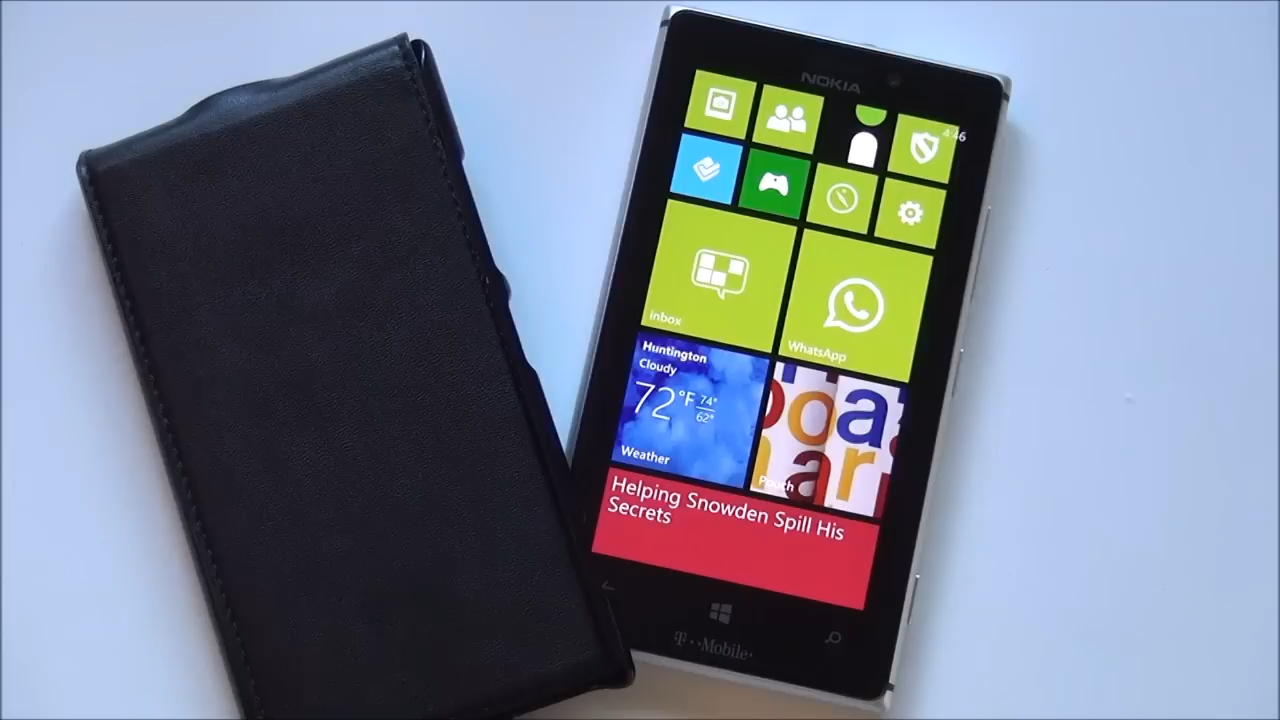 NOKIA
4:46
inbox
WhatsApp
Huntington
Cloudy
72°F 74°
62°
Weather
Pouch
Helping Snowden Spill His
Secrets
T··Mobile·